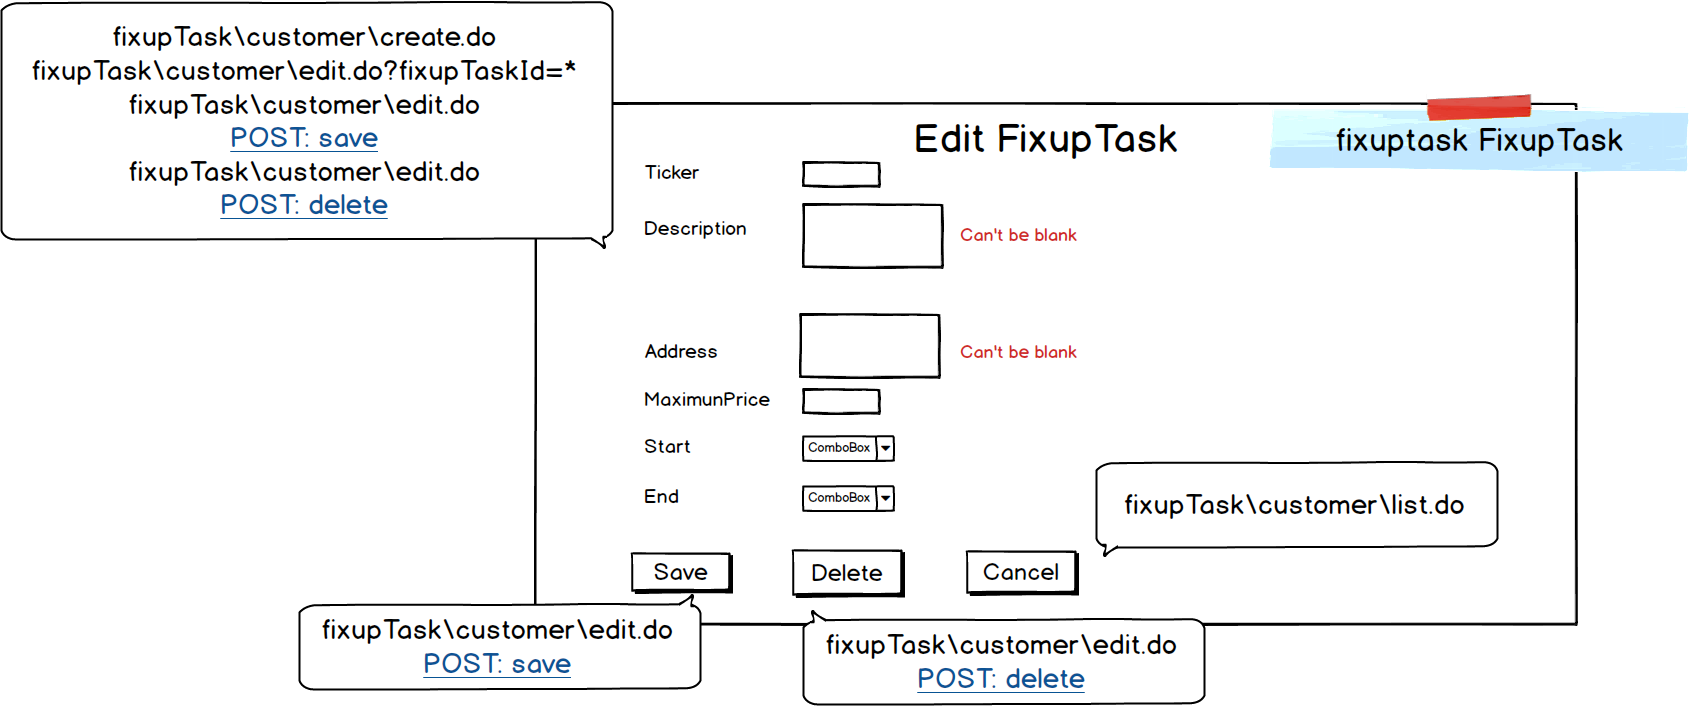 fixupTask\customer\create.do
fixupTask\customer\edit.do?fixupTaskId=*
fixupTask\customer\edit.do
POST: save
fixupTask\customer\edit.do
POST: delete
Edit FixupTask
fixuptask FixupTask
Ticker
Description
Can't be blank
Address
Can't be blank
MaximunPrice
Start
ComboBox
End
ComboBox
fixupTask\customer\list.do
Save
Delete
Cancel
fixupTask\customer\edit.do
POST: save
fixupTask\customer\edit.do
POST: delete